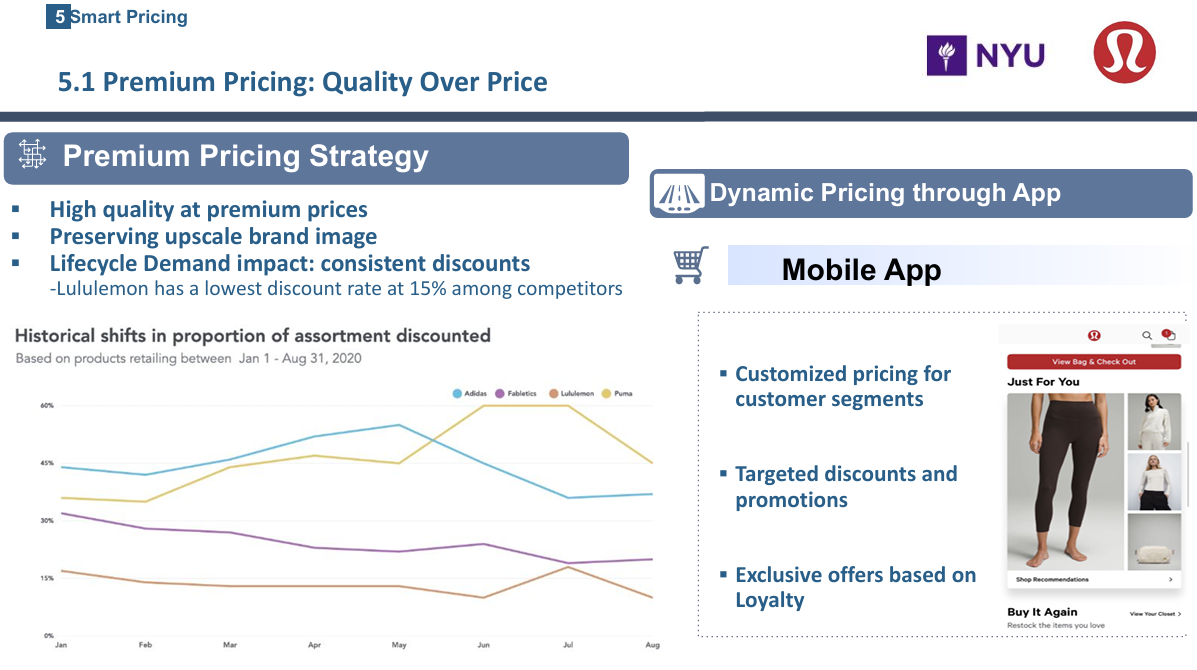 5 Smart Pricing
5.1 Premium Pricing: Quality Over Price
NYU
Premium Pricing Strategy
▪ High quality at premium prices
▪ Preserving upscale brand image
▪ Lifecycle Demand impact: consistent discounts
-Lululemon has a lowest discount rate at 15% among competitors
Historical shifts in proportion of assortment discounted
Based on products retailing between Jan 1 - Aug 31, 2020
Adidas Fabletics Lululemon Puma
60%
45%
30%
15%
0%
Jan Feb Mar Apr May Jun Jul Aug
Dynamic Pricing through App
Mobile App
▪ Customized pricing for
customer segments
▪ Targeted discounts and
promotions
▪ Exclusive offers based on
Loyalty
1
View Bag & Check Out
Just For You
Shop Recommendations >
Buy It Again
View Your Closet >
Restock the items you love